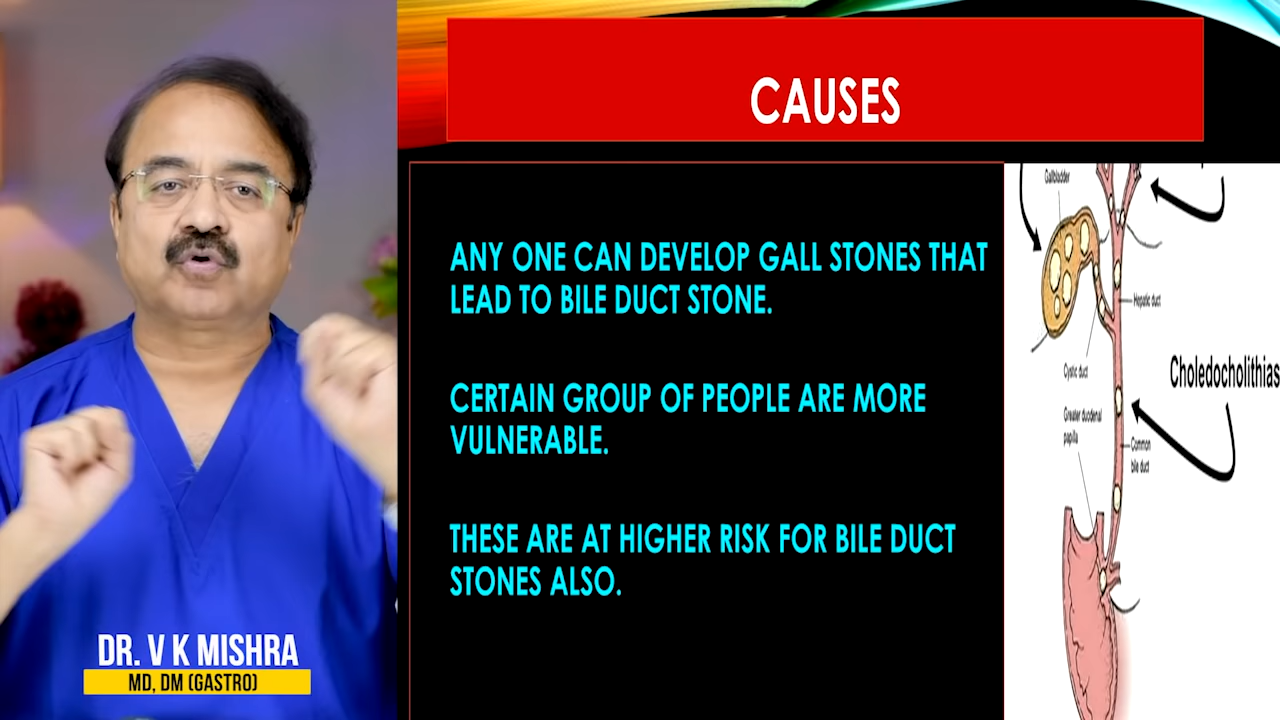 CAUSES
ANY ONE CAN DEVELOP GALL STONES THAT
LEAD TO BILE DUCT STONE.
CERTAIN GROUP OF PEOPLE ARE MORE
VULNERABLE.
THESE ARE AT HIGHER RISK FOR BILE DUCT
STONES ALSO.
Gallbladder
Hepatic duct
Cystic duct
Choledocholithias
Greater duodenal
papilla
Common
bile duct
DR. V K MISHRA
MD, DM (GASTRO)